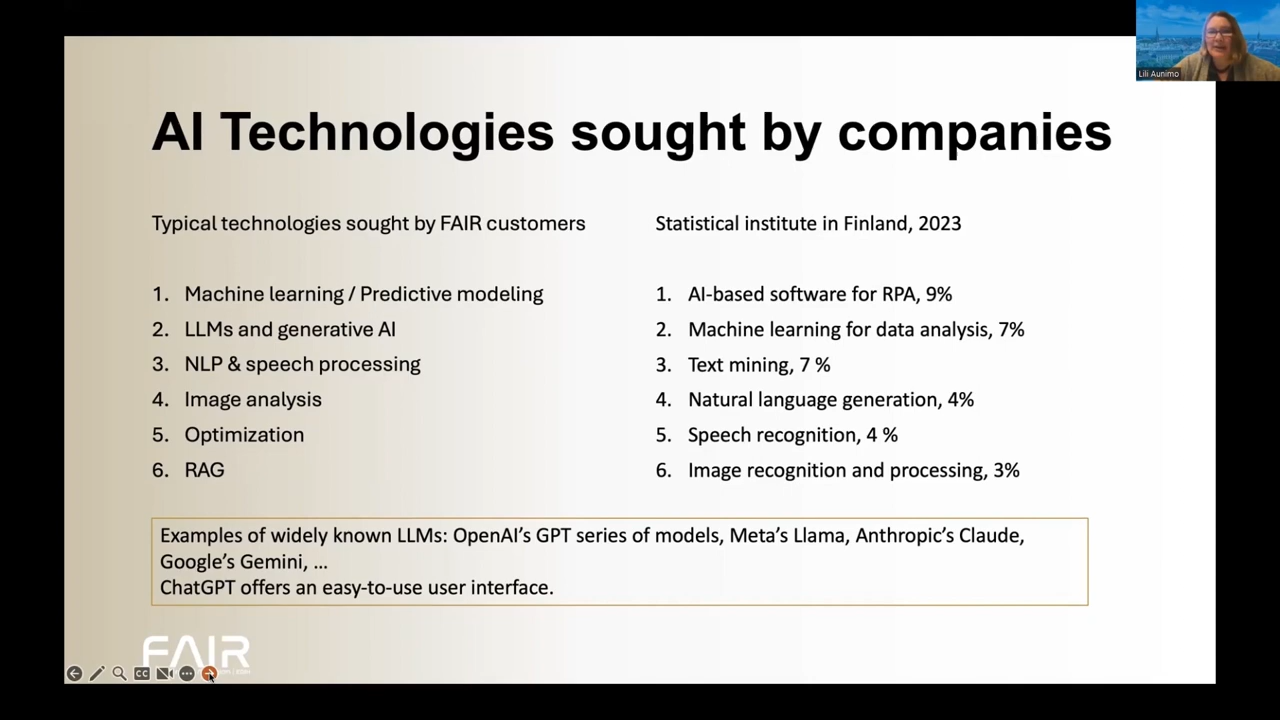 Lili Aunimo
AI Technologies sought by companies
Typical technologies sought by FAIR customers
1. Machine learning / Predictive modeling
2. LLMs and generative AI
3. NLP & speech processing
4. Image analysis
5. Optimization
6. RAG
Statistical institute in Finland, 2023
1. AI-based software for RPA, 9%
2. Machine learning for data analysis, 7%
3. Text mining, 7 %
4. Natural language generation, 4%
5. Speech recognition, 4 %
6. Image recognition and processing, 3%
Examples of widely known LLMs: OpenAI’s GPT series of models, Meta’s Llama, Anthropic’s Claude,
Google’s Gemini, ...
ChatGPT offers an easy-to-use user interface.
FAIR
CC